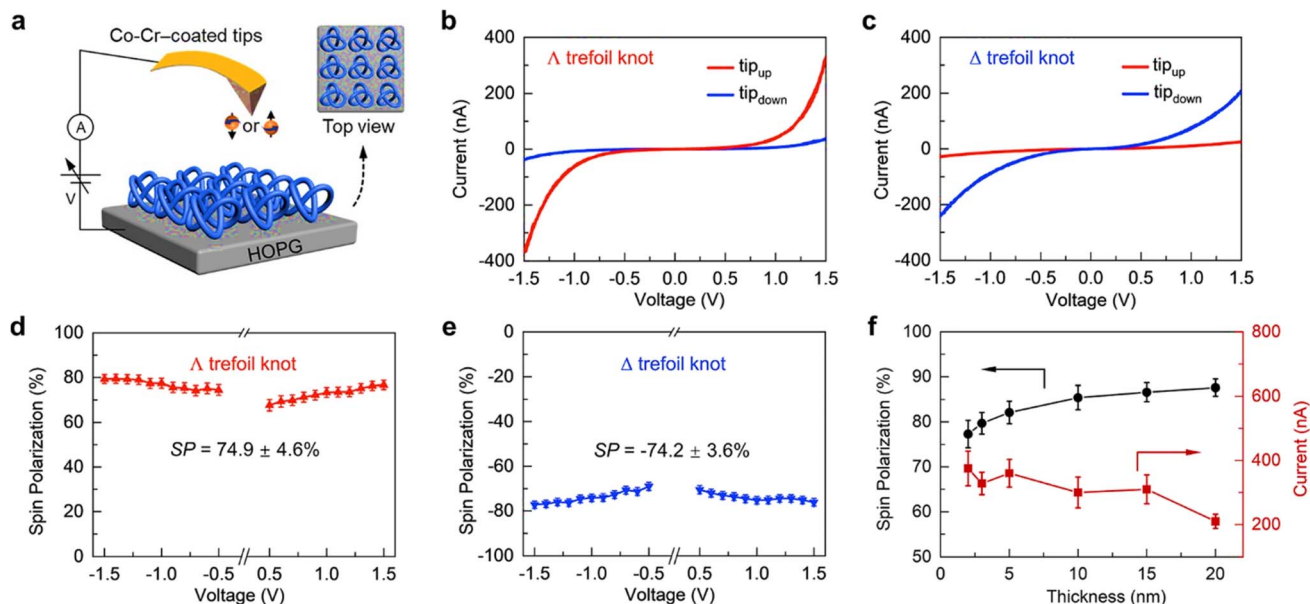 a
Co-Cr–coated tips
or
Top view
A
V
HOPG
b
400
200
0
-200
-400
Current (nA)
Λ trefoil knot
tip_up
tip_down
-1.5 -1.0 -0.5 0.0 0.5 1.0 1.5
Voltage (V)
c
400
200
0
-200
-400
Current (nA)
Δ trefoil knot
tip_up
tip_down
-1.5 -1.0 -0.5 0.0 0.5 1.0 1.5
Voltage (V)
d
100
80
60
40
20
0
Spin Polarization (%)
Λ trefoil knot
SP = 74.9 ± 4.6%
-1.5 -1.0 -0.5 0.5 1.0 1.5
Voltage (V)
e
0
-20
-40
-60
-80
-100
Spin Polarization (%)
Δ trefoil knot
SP = -74.2 ± 3.6%
-1.5 -1.0 -0.5 0.5 1.0 1.5
Voltage (V)
f
100
90
80
70
60
50
Spin Polarization (%)
800
600
400
200
Current (nA)
0 5 10 15 20
Thickness (nm)